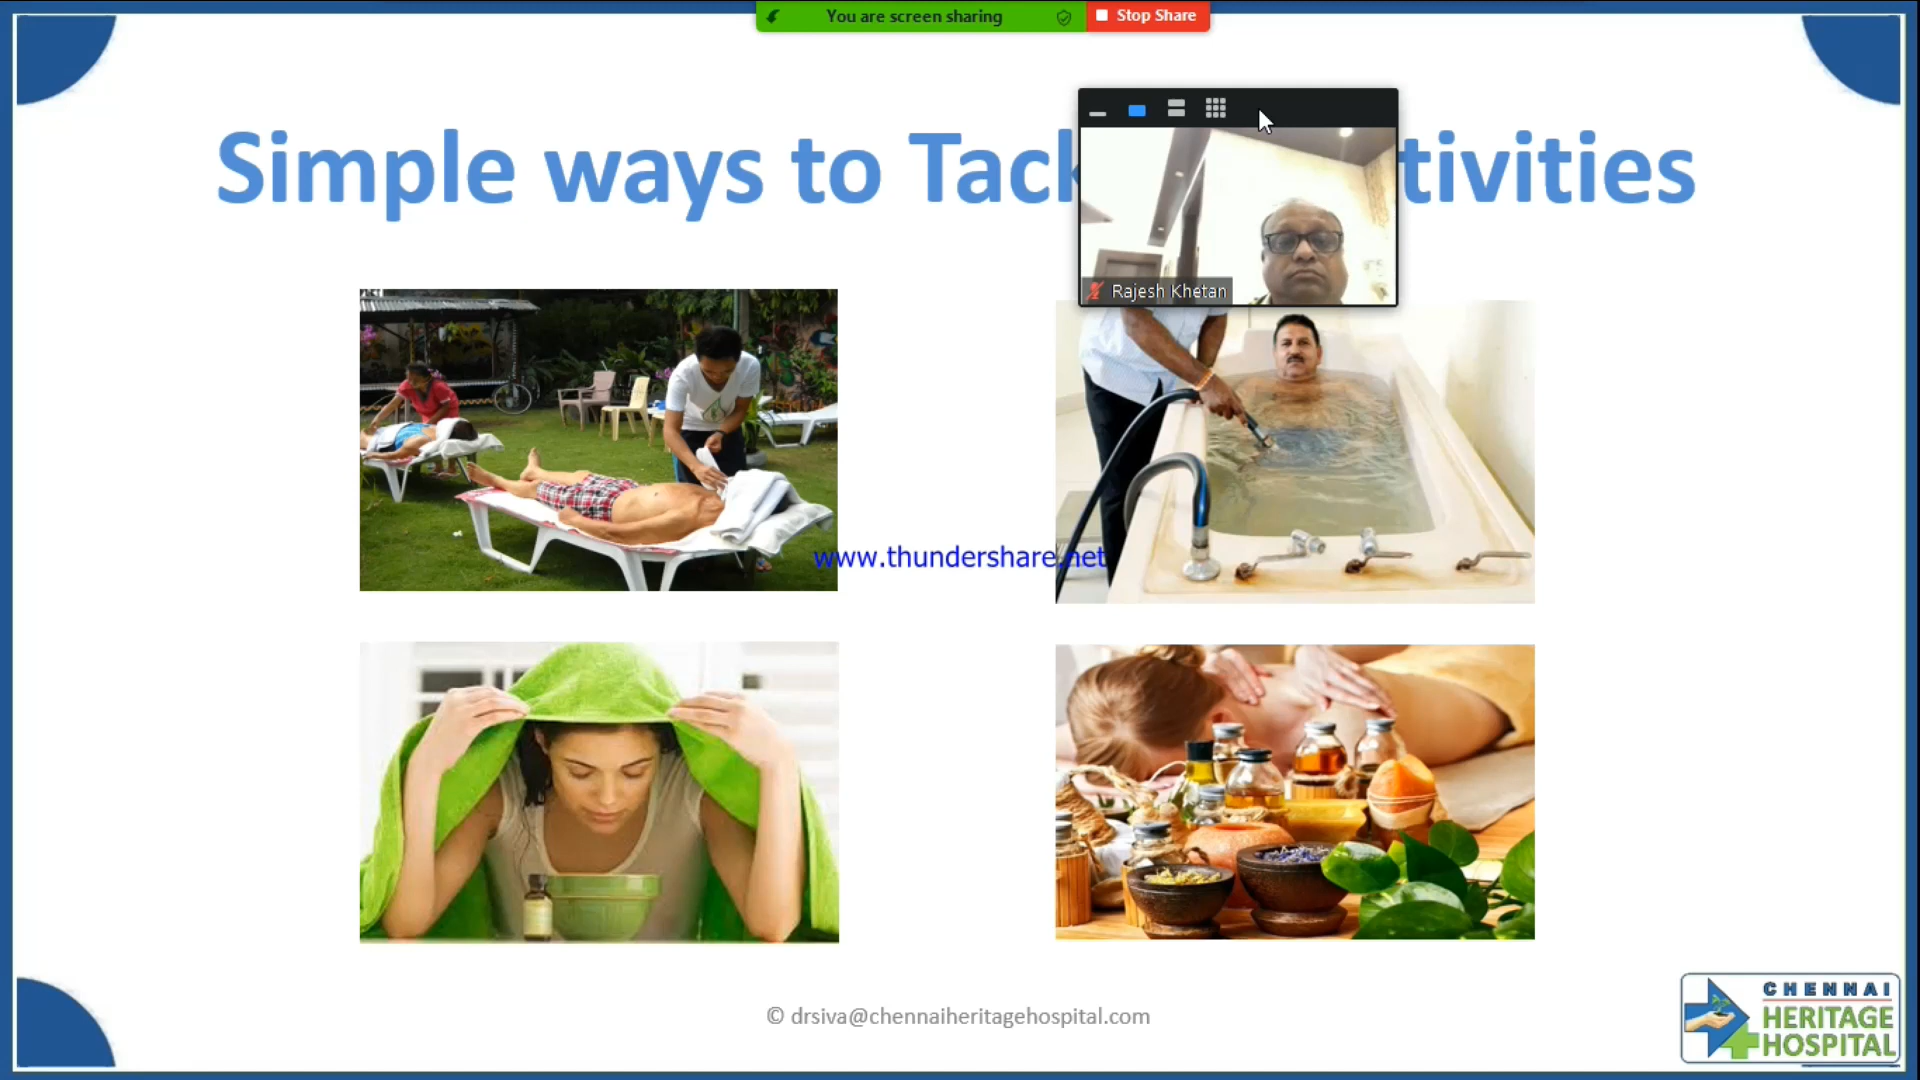 You are screen sharing
Stop Share
Simple ways to Tack tivities
Rajesh Khetan
www.thundershare.net
© drsiva@chennaiheritagehospital.com
CHENNAI
HERITAGE
HOSPITAL